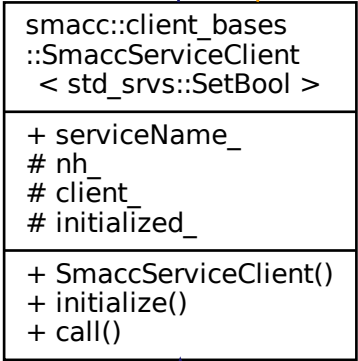 smacc::client_bases
::SmaccServiceClient
< std_srvs::SetBool >
+ serviceName_
# nh_
# client_
# initialized_
+ SmaccServiceClient()
+ initialize()
+ call()